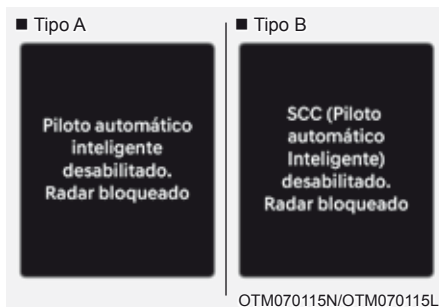 ■ Tipo A
Piloto automático
inteligente
desabilitado.
Radar bloqueado
■ Tipo B
SCC (Piloto
automático
Inteligente)
desabilitado.
Radar bloqueado
OTM070115N/OTM070115L